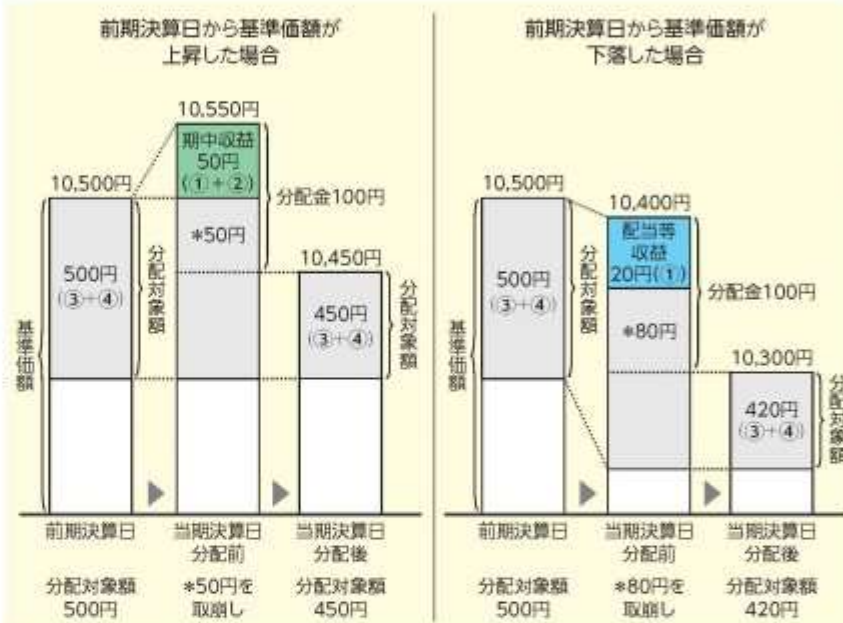 前期決算日から基準価額が
上昇した場合
10,550円
期中収益
50円
(①+②)
10,500円
分配金100円
*50円
10,450円
500円
(③+④)
分配対象額
450円
(③+④)
分配対象額
基準価額
前期決算日
当期決算日
分配前
当期決算日
分配後
分配対象額
500円
*50円を
取崩し
分配対象額
450円
前期決算日から基準価額が
下落した場合
10,500円
10,400円
配当等
収益
20円(①)
500円
(③+④)
分配対象額
分配金100円
*80円
10,300円
420円
(③+④)
分配対象額
基準価額
前期決算日
当期決算日
分配前
当期決算日
分配後
分配対象額
500円
*80円を
取崩し
分配対象額
420円